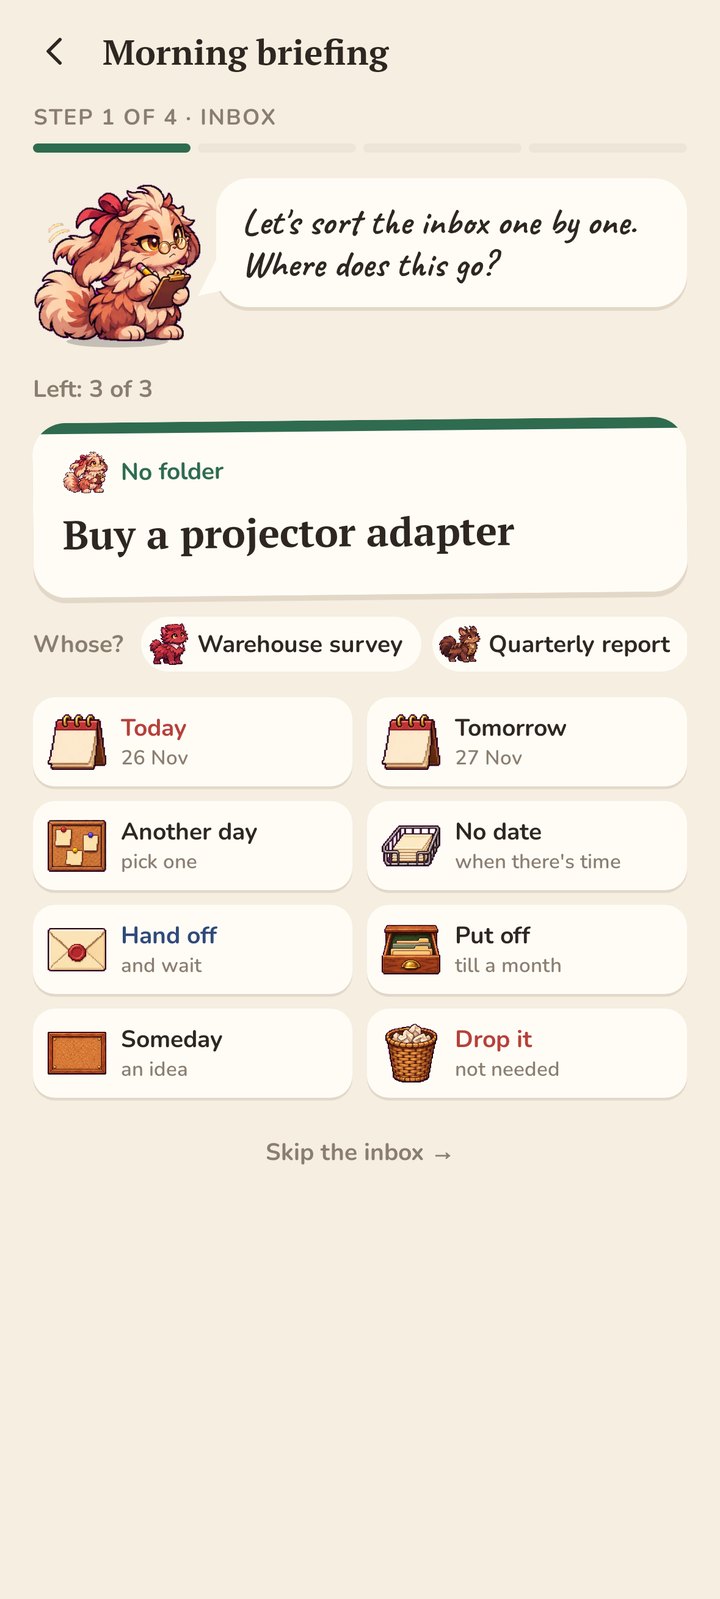 Morning briefing
STEP 1 OF 4 · INBOX
Let's sort the inbox one by one.
Where does this go?
Left: 3 of 3
No folder
Buy a projector adapter
Whose?
Warehouse survey
Quarterly report
Today
26 Nov
Tomorrow
27 Nov
Another day
pick one
No date
when there's time
Hand off
and wait
Put off
till a month
Someday
an idea
Drop it
not needed
Skip the inbox →